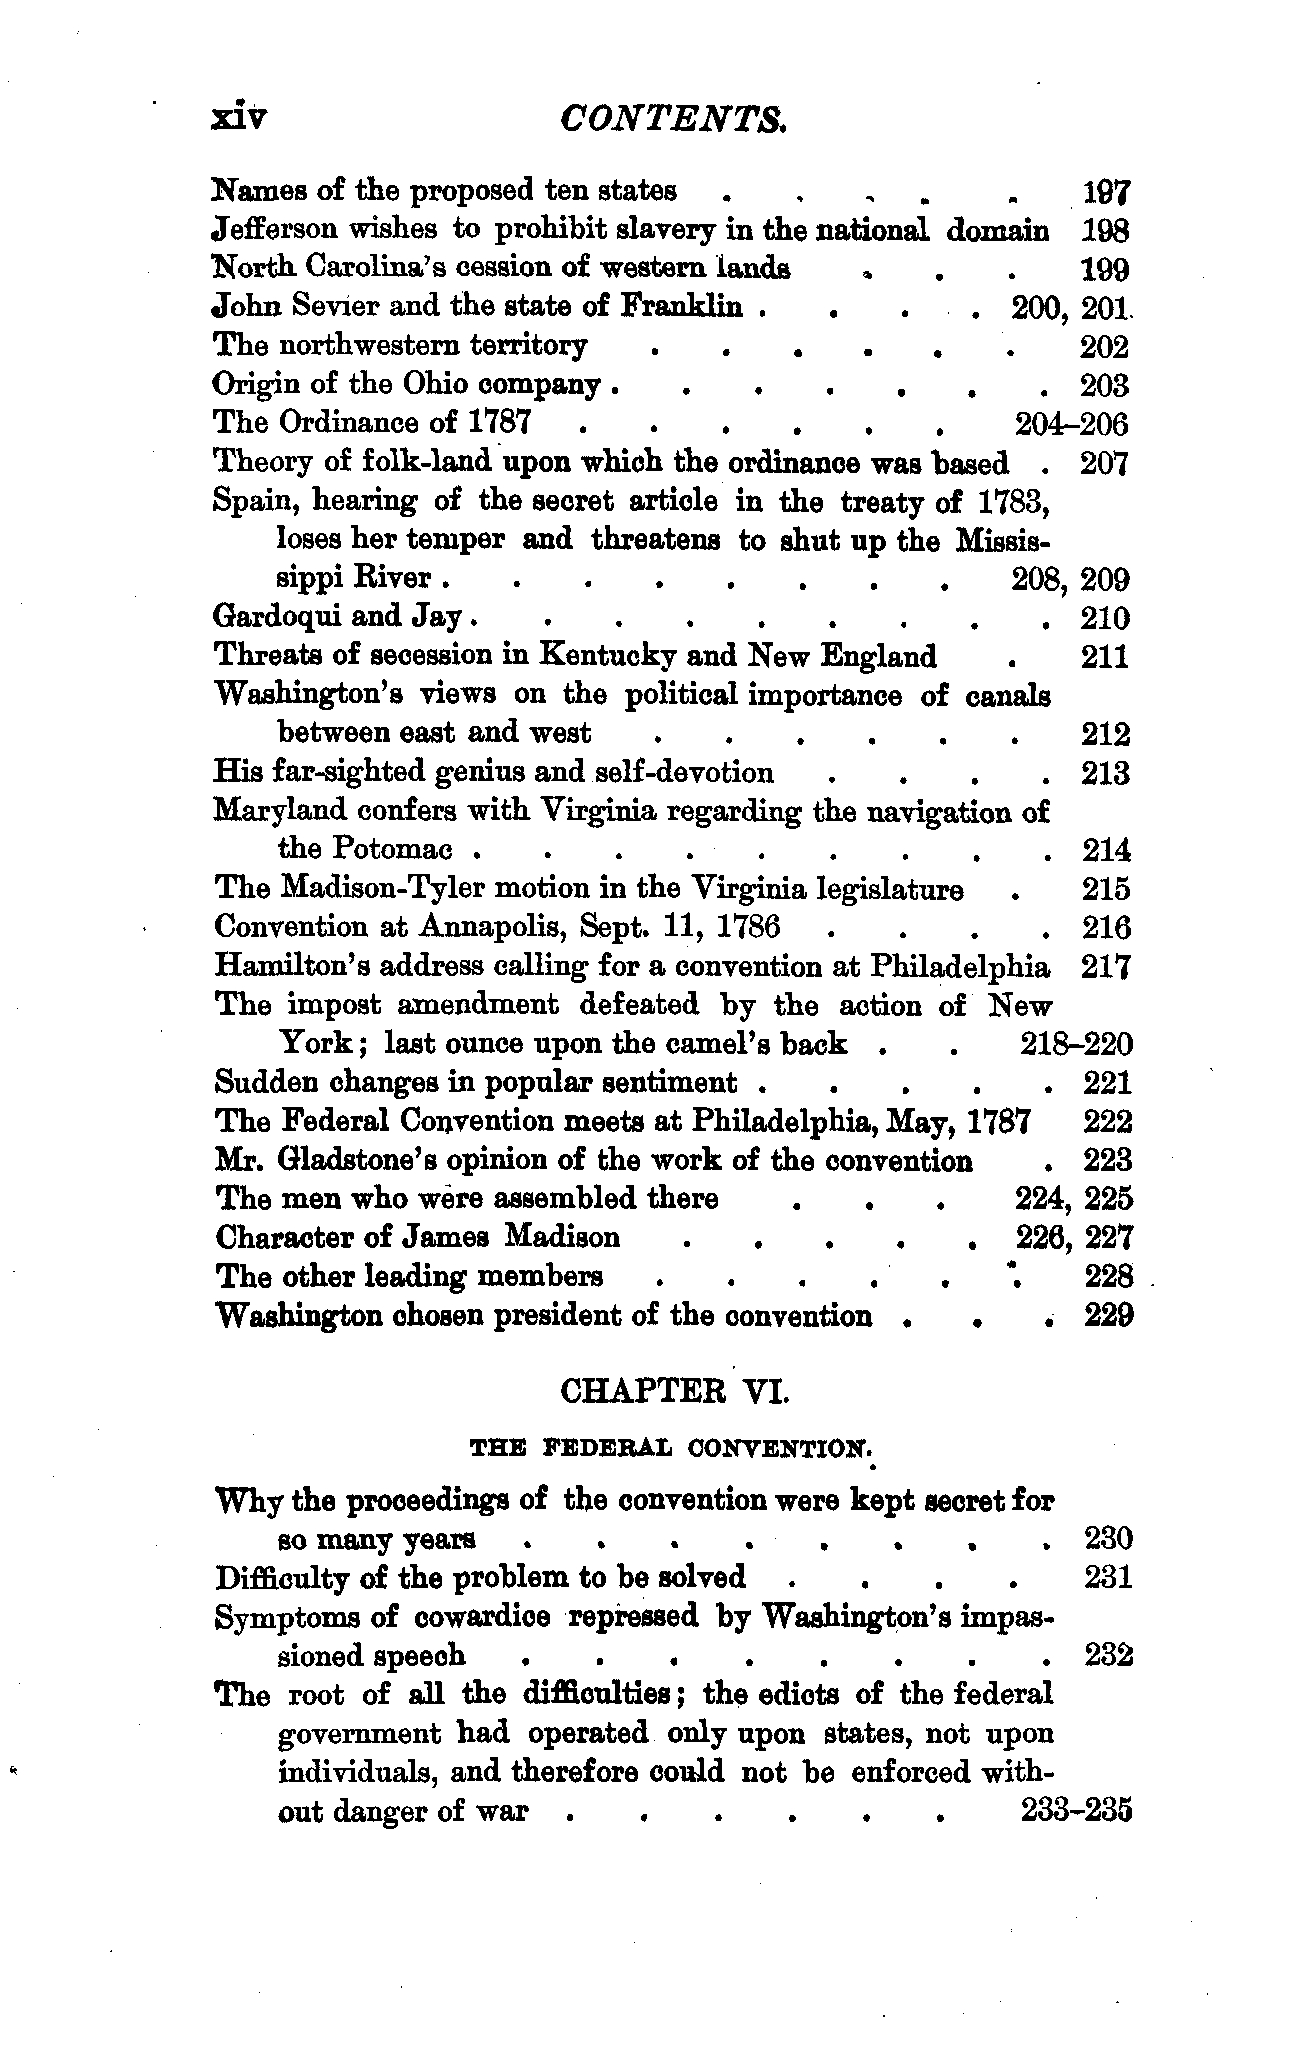 xiv CONTENTS.
Names of the proposed ten states . . . . . 197
Jefferson wishes to prohibit slavery in the national domain 198
North Carolina's cession of western lands . . . 199
John Sevier and the state of Franklin . . . . 200, 201
The northwestern territory . . . . . . 202
Origin of the Ohio company . . . . . . . 203
The Ordinance of 1787 . . . . . . 204–206
Theory of folk-land upon which the ordinance was based . 207
Spain, hearing of the secret article in the treaty of 1783,
loses her temper and threatens to shut up the Missis-
sippi River . . . . . . . . 208, 209
Gardoqui and Jay . . . . . . . . . 210
Threats of secession in Kentucky and New England . 211
Washington's views on the political importance of canals
between east and west . . . . . . 212
His far-sighted genius and self-devotion . . . . 213
Maryland confers with Virginia regarding the navigation of
the Potomac . . . . . . . . . 214
The Madison-Tyler motion in the Virginia legislature . 215
Convention at Annapolis, Sept. 11, 1786 . . . . 216
Hamilton's address calling for a convention at Philadelphia 217
The impost amendment defeated by the action of New
York; last ounce upon the camel's back . . 218–220
Sudden changes in popular sentiment . . . . . 221
The Federal Convention meets at Philadelphia, May, 1787 222
Mr. Gladstone's opinion of the work of the convention . 223
The men who were assembled there . . . 224, 225
Character of James Madison . . . . . 226, 227
The other leading members . . . . . . 228
Washington chosen president of the convention . . . 229
CHAPTER VI.
THE FEDERAL CONVENTION.
Why the proceedings of the convention were kept secret for
so many years . . . . . . . . 230
Difficulty of the problem to be solved . . . . 231
Symptoms of cowardice repressed by Washington's impas-
sioned speech . . . . . . . . 232
The root of all the difficulties; the edicts of the federal
government had operated only upon states, not upon
individuals, and therefore could not be enforced with-
out danger of war . . . . . . 233–235